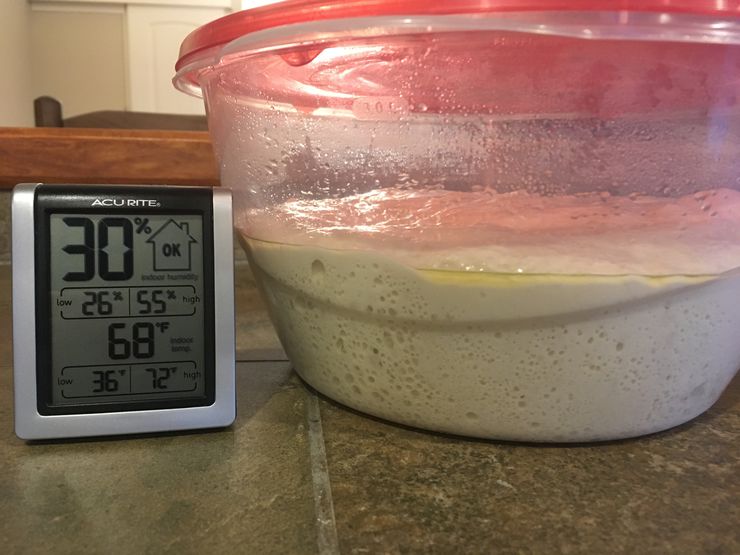 ACURITE®
30% OK
indoor humidity
low 26% 55% high
68°F indoor temp.
low 36°F 72°F high